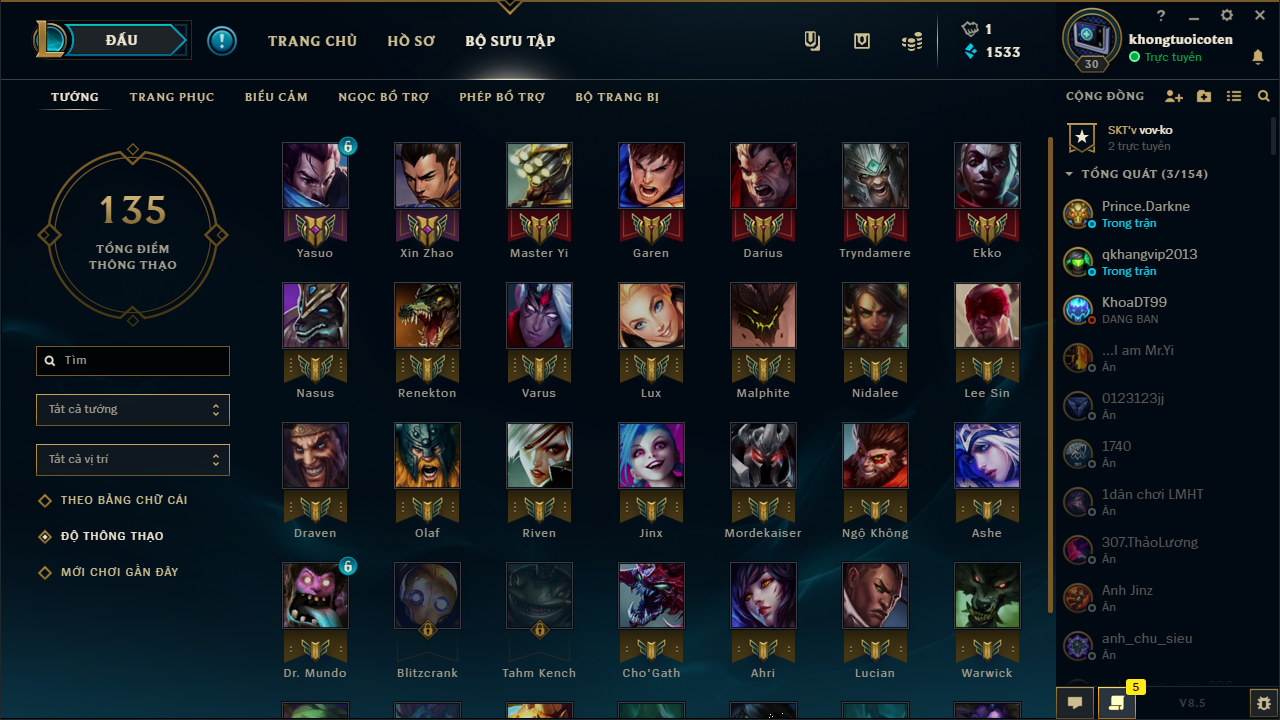 ĐẤU
!
TRANG CHỦ
HỒ SƠ
BỘ SƯU TẬP
1
1533
?
30
khongtuoicoten
Trực tuyến
TƯỚNG
TRANG PHỤC
BIỂU CẢM
NGỌC BỔ TRỢ
PHÉP BỔ TRỢ
BỘ TRANG BỊ
CỘNG ĐỒNG
135
TỔNG ĐIỂM
THÔNG THẠO
Tìm
Tất cả tướng
Tất cả vị trí
THEO BẢNG CHỮ CÁI
ĐỘ THÔNG THẠO
MỚI CHƠI GẦN ĐÂY
6
Yasuo
Xin Zhao
Master Yi
Garen
Darius
Tryndamere
Ekko
Nasus
Renekton
Varus
Lux
Malphite
Nidalee
Lee Sin
Draven
Olaf
Riven
Jinx
Mordekaiser
Ngộ Không
Ashe
6
Dr. Mundo
Blitzcrank
Tahm Kench
Cho'Gath
Ahri
Lucian
Warwick
SKT'v vov-ko
2 trực tuyến
TỔNG QUÁT (3/154)
Prince.Darkne
Trong trận
qkhangvip2013
Trong trận
KhoaDT99
DANG BAN
...I am Mr.Yi
Ẩn
0123123jj
Ẩn
1740
Ẩn
1dân chơi LMHT
Ẩn
307.ThảoLương
Ẩn
Anh Jinz
Ẩn
anh_chu_sieu
Ẩn
5
V8.5